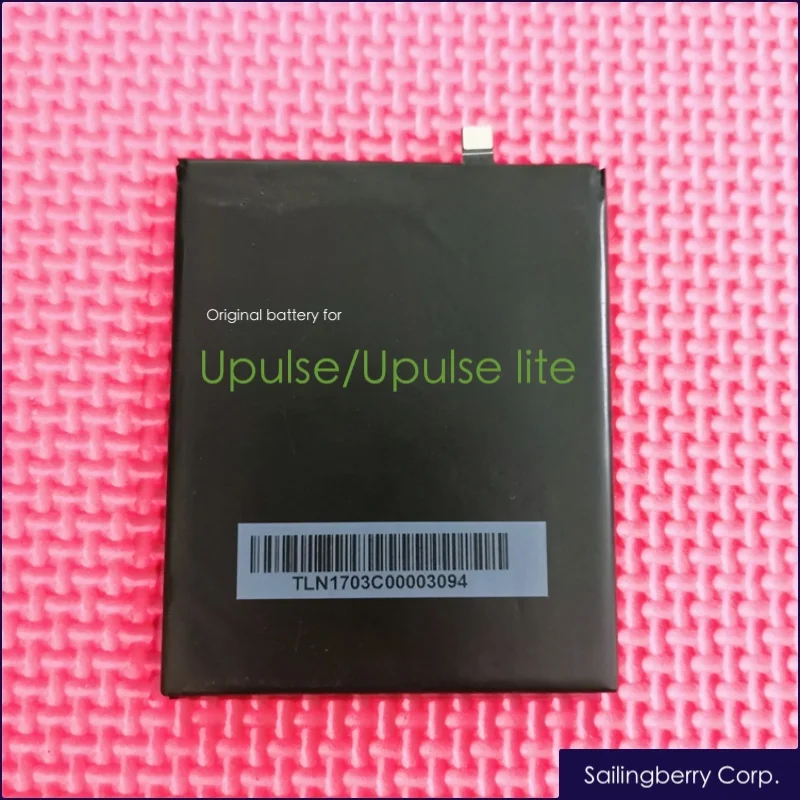 Original battery for
Upulse/Upulse lite
TLN1703C00003094
Sailingberry Corp.